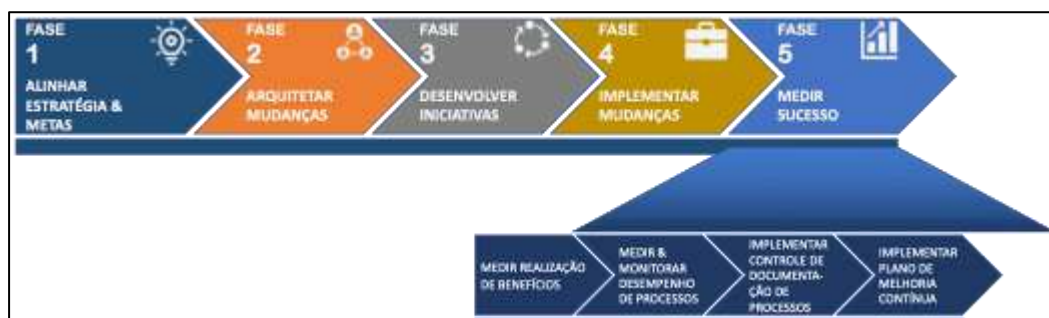 FASE
1
ALINHAR
ESTRATÉGIA &
METAS
FASE
2
ARQUITETAR
MUDANÇAS
FASE
3
DESENVOLVER
INICIATIVAS
FASE
4
IMPLEMENTAR
MUDANÇAS
FASE
5
MEDIR
SUCESSO
MEDIR REALIZAÇÃO
DE BENEFÍCIOS
MEDIR &
MONITORAR
DESEMPENHO
DE PROCESSOS
IMPLEMENTAR
CONTROLE DE
DOCUMENTA-
ÇÃO DE
PROCESSOS
IMPLEMENTAR
PLANO DE
MELHORIA
CONTÍNUA